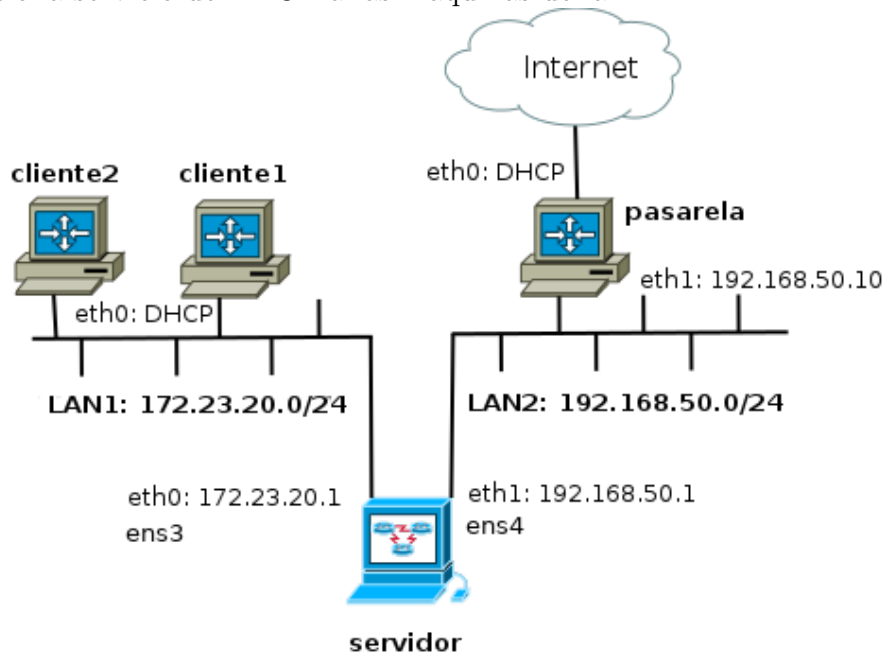 Internet
cliente2
cliente1
eth0: DHCP
pasarela
eth1: 192.168.50.10
eth0: DHCP
LAN1: 172.23.20.0/24
LAN2: 192.168.50.0/24
eth0: 172.23.20.1
ens3
eth1: 192.168.50.1
ens4
servidor